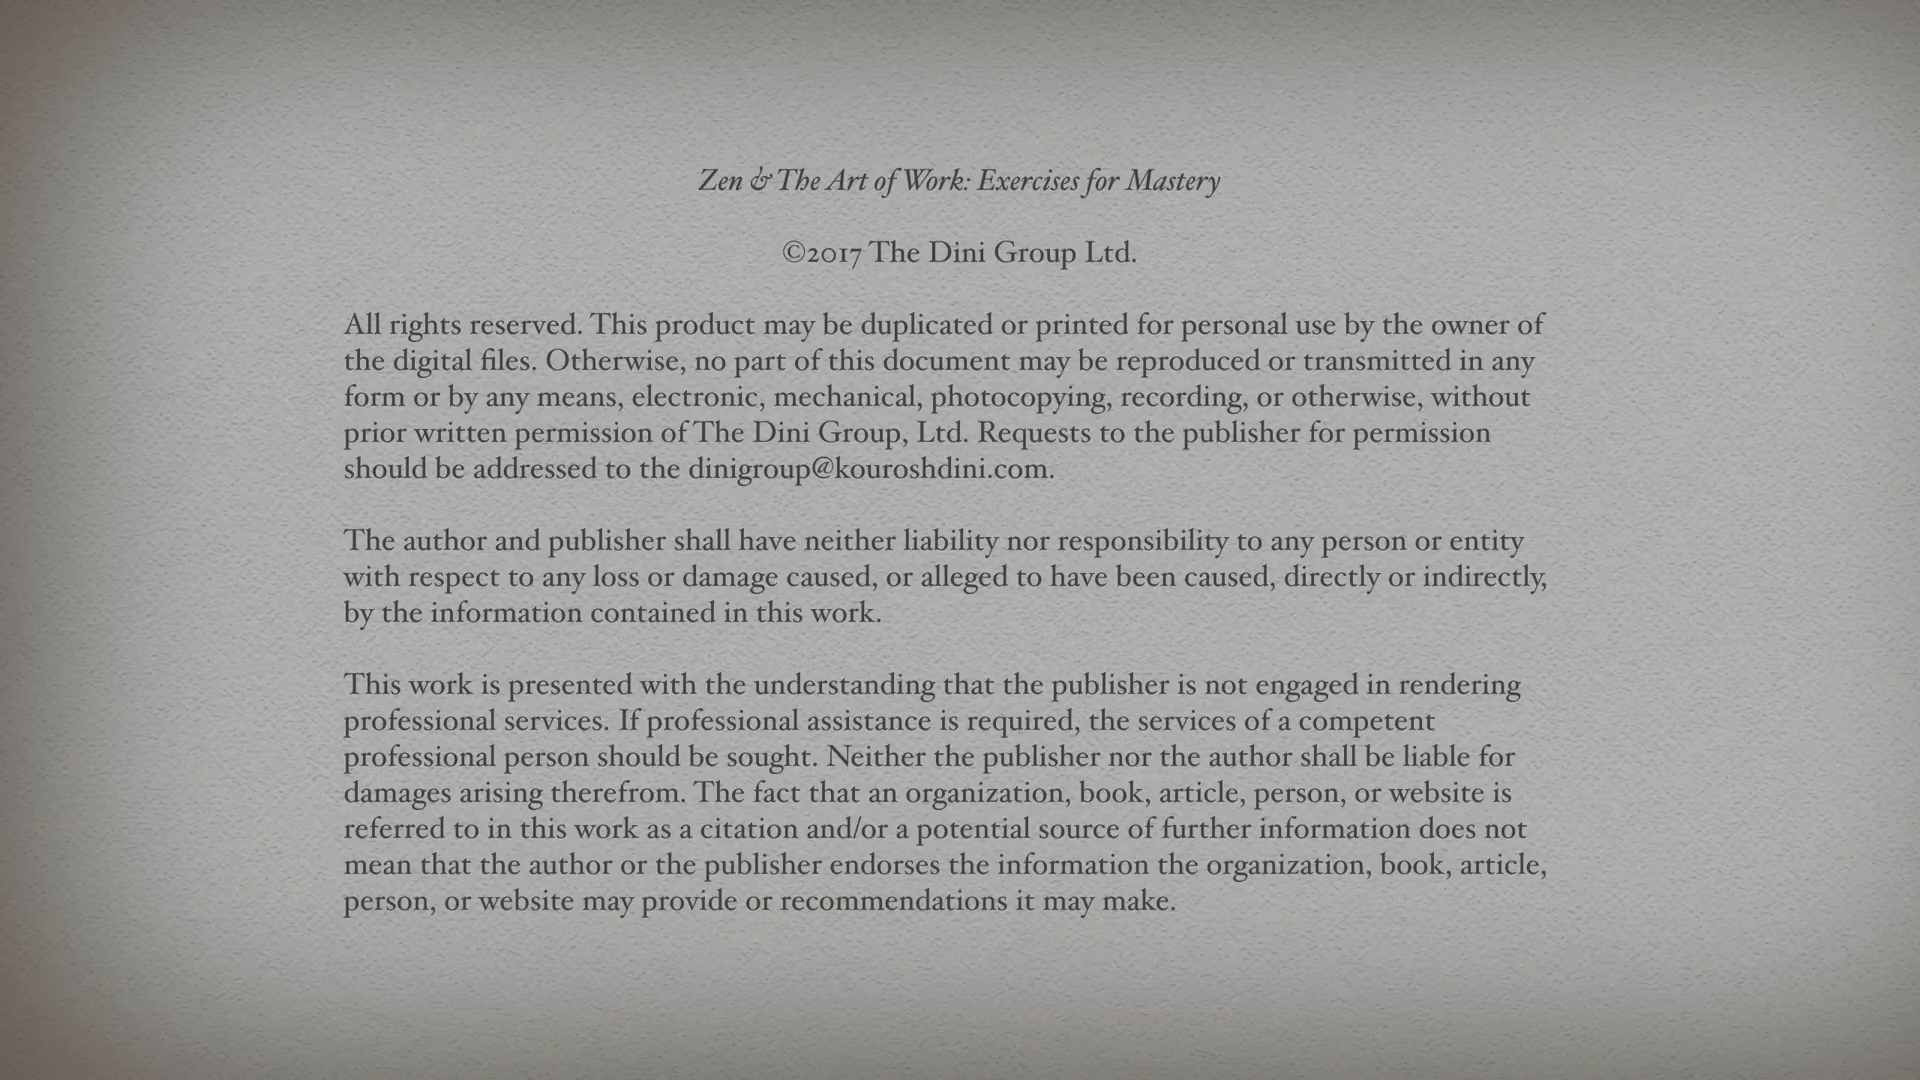 Zen & The Art of Work: Exercises for Mastery
©2017 The Dini Group Ltd.
All rights reserved. This product may be duplicated or printed for personal use by the owner of
the digital files. Otherwise, no part of this document may be reproduced or transmitted in any
form or by any means, electronic, mechanical, photocopying, recording, or otherwise, without
prior written permission of The Dini Group, Ltd. Requests to the publisher for permission
should be addressed to the dinigroup@kouroshdini.com.
The author and publisher shall have neither liability nor responsibility to any person or entity
with respect to any loss or damage caused, or alleged to have been caused, directly or indirectly,
by the information contained in this work.
This work is presented with the understanding that the publisher is not engaged in rendering
professional services. If professional assistance is required, the services of a competent
professional person should be sought. Neither the publisher nor the author shall be liable for
damages arising therefrom. The fact that an organization, book, article, person, or website is
referred to in this work as a citation and/or a potential source of further information does not
mean that the author or the publisher endorses the information the organization, book, article,
person, or website may provide or recommendations it may make.